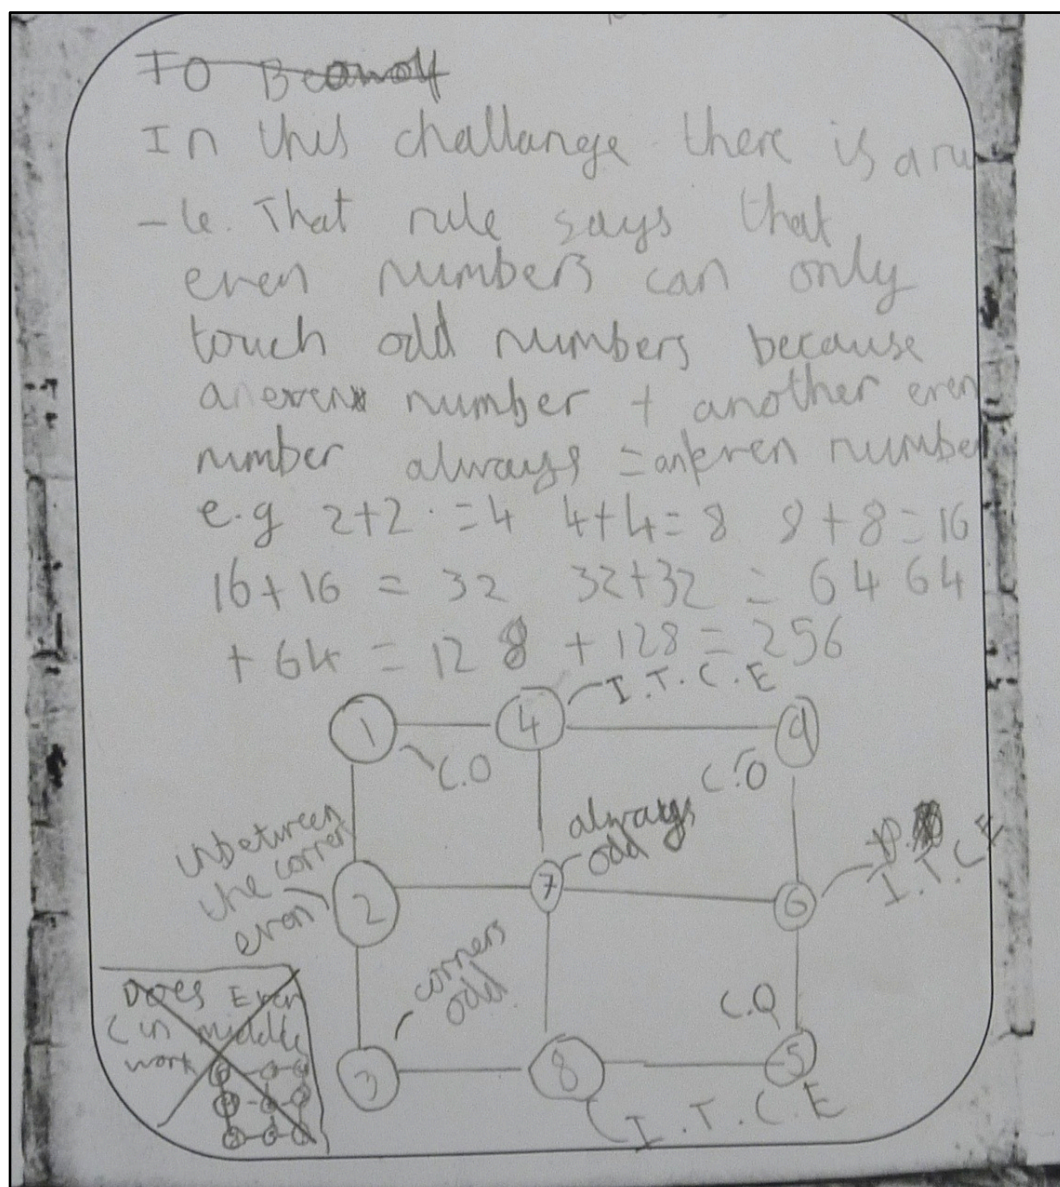 To
In this challange there is a ru
-le. That rule says that
even numbers can only
touch odd numbers because
an even number + another even
number always = an even number
e.g 2+2 = 4 4+4 = 8 8+8 = 16
16+16 = 32 32+32 = 64 64
+ 64 = 128 + 128 = 256
I.T.C.E
1 4 9
C.O C.O
always
odd
inbetween
the corners
even
2 7 6
I.T.C.E
corners
odd
C.O
3 8 5
I.T.C.E
Does Even
in middle
work